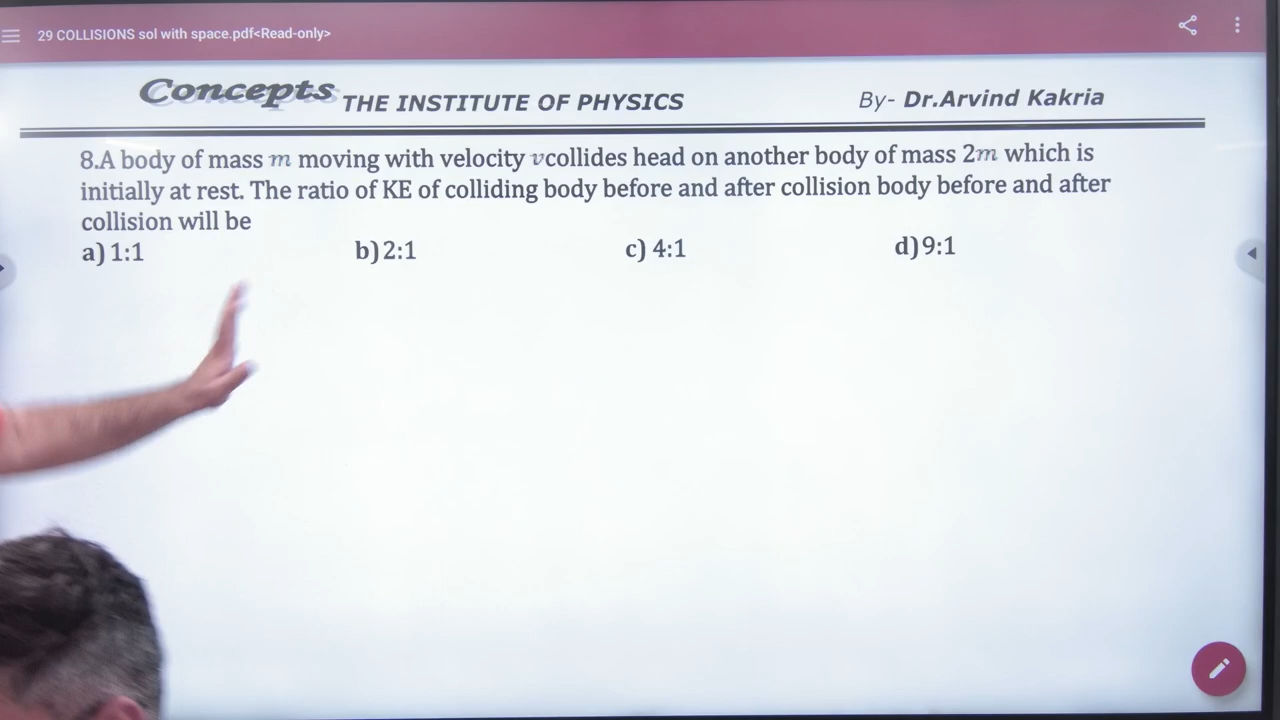 29 COLLISIONS sol with space.pdf<Read-only>
Concepts THE INSTITUTE OF PHYSICS By- Dr.Arvind Kakria
8.A body of mass m moving with velocity vcollides head on another body of mass 2m which is
initially at rest. The ratio of KE of colliding body before and after collision body before and after
collision will be
a) 1:1 b)2:1 c) 4:1 d)9:1